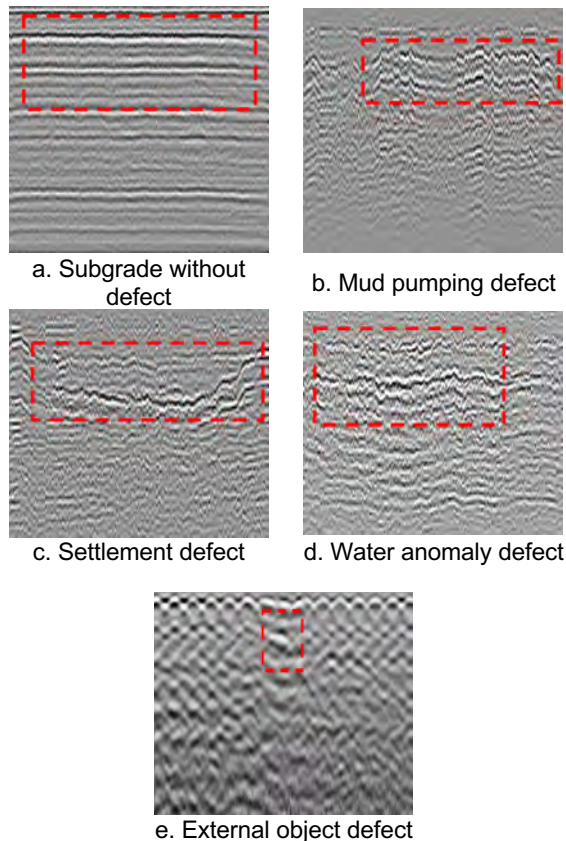 a. Subgrade without
defect
b. Mud pumping defect
c. Settlement defect
d. Water anomaly defect
e. External object defect